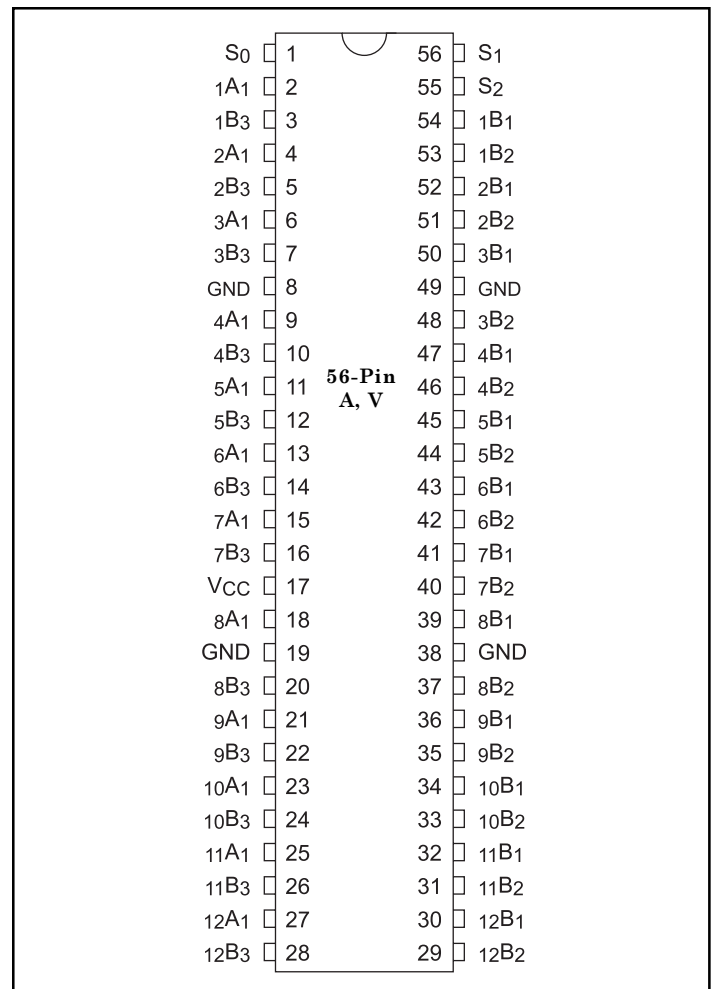 S0 1 56 S1
1A1 2 55 S2
1B3 3 54 1B1
2A1 4 53 1B2
2B3 5 52 2B1
3A1 6 51 2B2
3B3 7 50 3B1
GND 8 49 GND
4A1 9 48 3B2
4B3 10 47 4B1
56-Pin
5A1 11 46 4B2
A, V
5B3 12 45 5B1
6A1 13 44 5B2
6B3 14 43 6B1
7A1 15 42 6B2
7B3 16 41 7B1
VCC 17 40 7B2
8A1 18 39 8B1
GND 19 38 GND
8B3 20 37 8B2
9A1 21 36 9B1
9B3 22 35 9B2
10A1 23 34 10B1
10B3 24 33 10B2
11A1 25 32 11B1
11B3 26 31 11B2
12A1 27 30 12B1
12B3 28 29 12B2